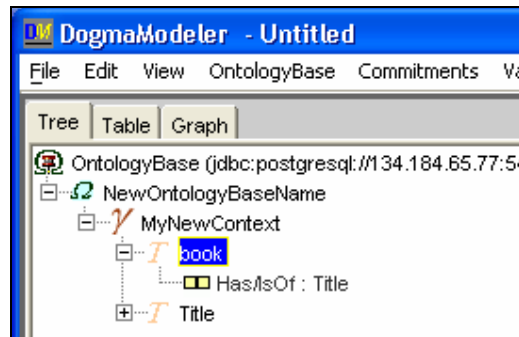 DM DogmaModeler - Untitled
File Edit View OntologyBase Commitments
Tree Table Graph
OntologyBase (jdbc:postgresql://134.184.65.77:54
Ω NewOntologyBaseName
γ MyNewContext
T book
Has/IsOf : Title
T Title